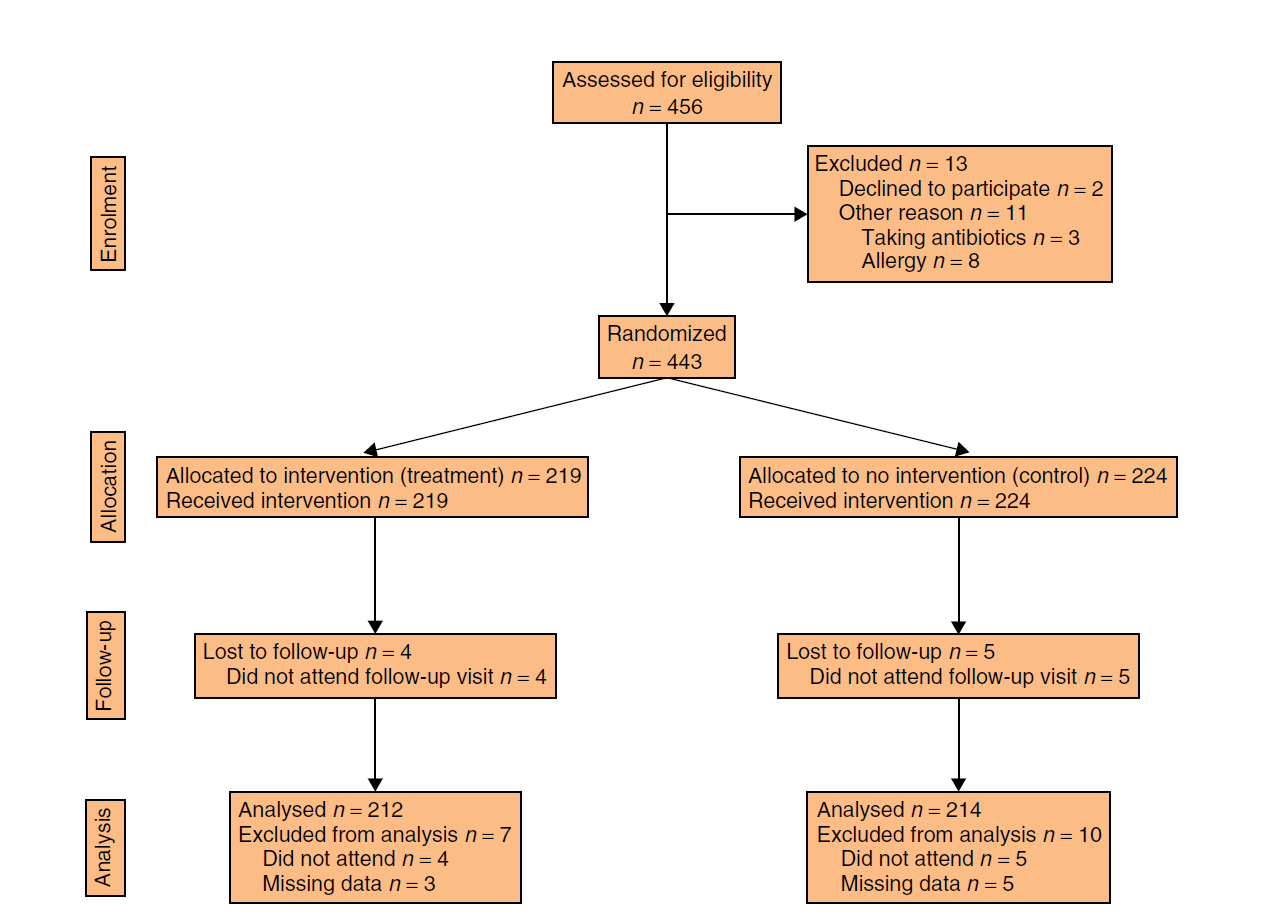 Assessed for eligibility
n = 456
Enrolment
Excluded n = 13
Declined to participate n = 2
Other reason n = 11
Taking antibiotics n = 3
Allergy n = 8
Randomized
n = 443
Allocation
Allocated to intervention (treatment) n = 219
Received intervention n = 219
Allocated to no intervention (control) n = 224
Received intervention n = 224
Follow-up
Lost to follow-up n = 4
Did not attend follow-up visit n = 4
Lost to follow-up n = 5
Did not attend follow-up visit n = 5
Analysis
Analysed n = 212
Excluded from analysis n = 7
Did not attend n = 4
Missing data n = 3
Analysed n = 214
Excluded from analysis n = 10
Did not attend n = 5
Missing data n = 5